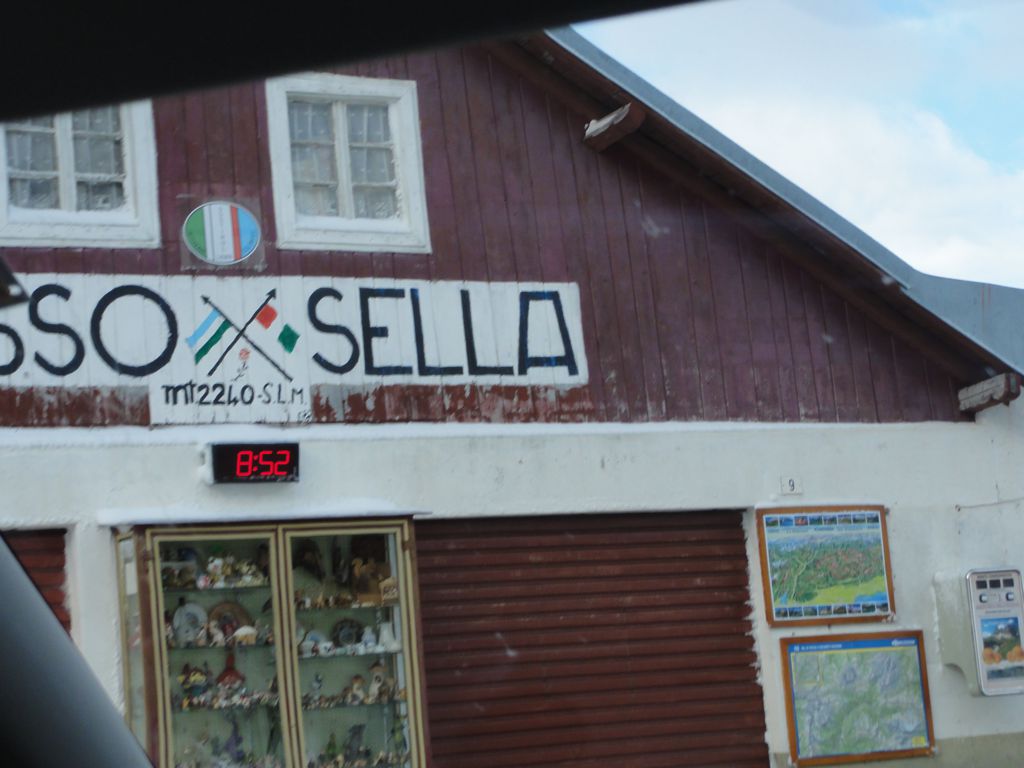 SSO SELLA
mt 2240 S.L.M.
8:52
9